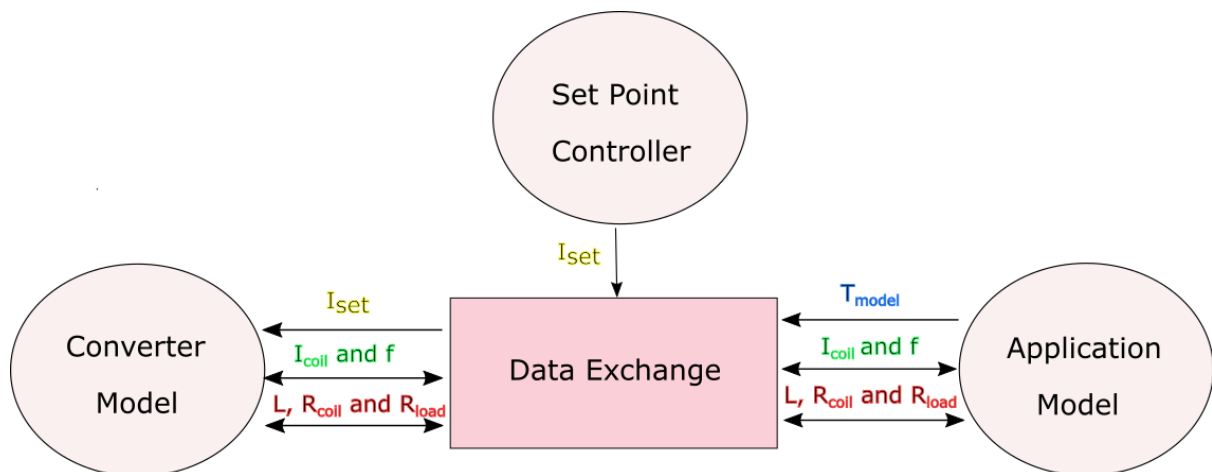 Set Point
Controller
Iset
Tmodel
Iset
Converter
Model
Icoil and f
L, Rcoil and Rload
Data Exchange
Icoil and f
L, Rcoil and Rload
Application
Model